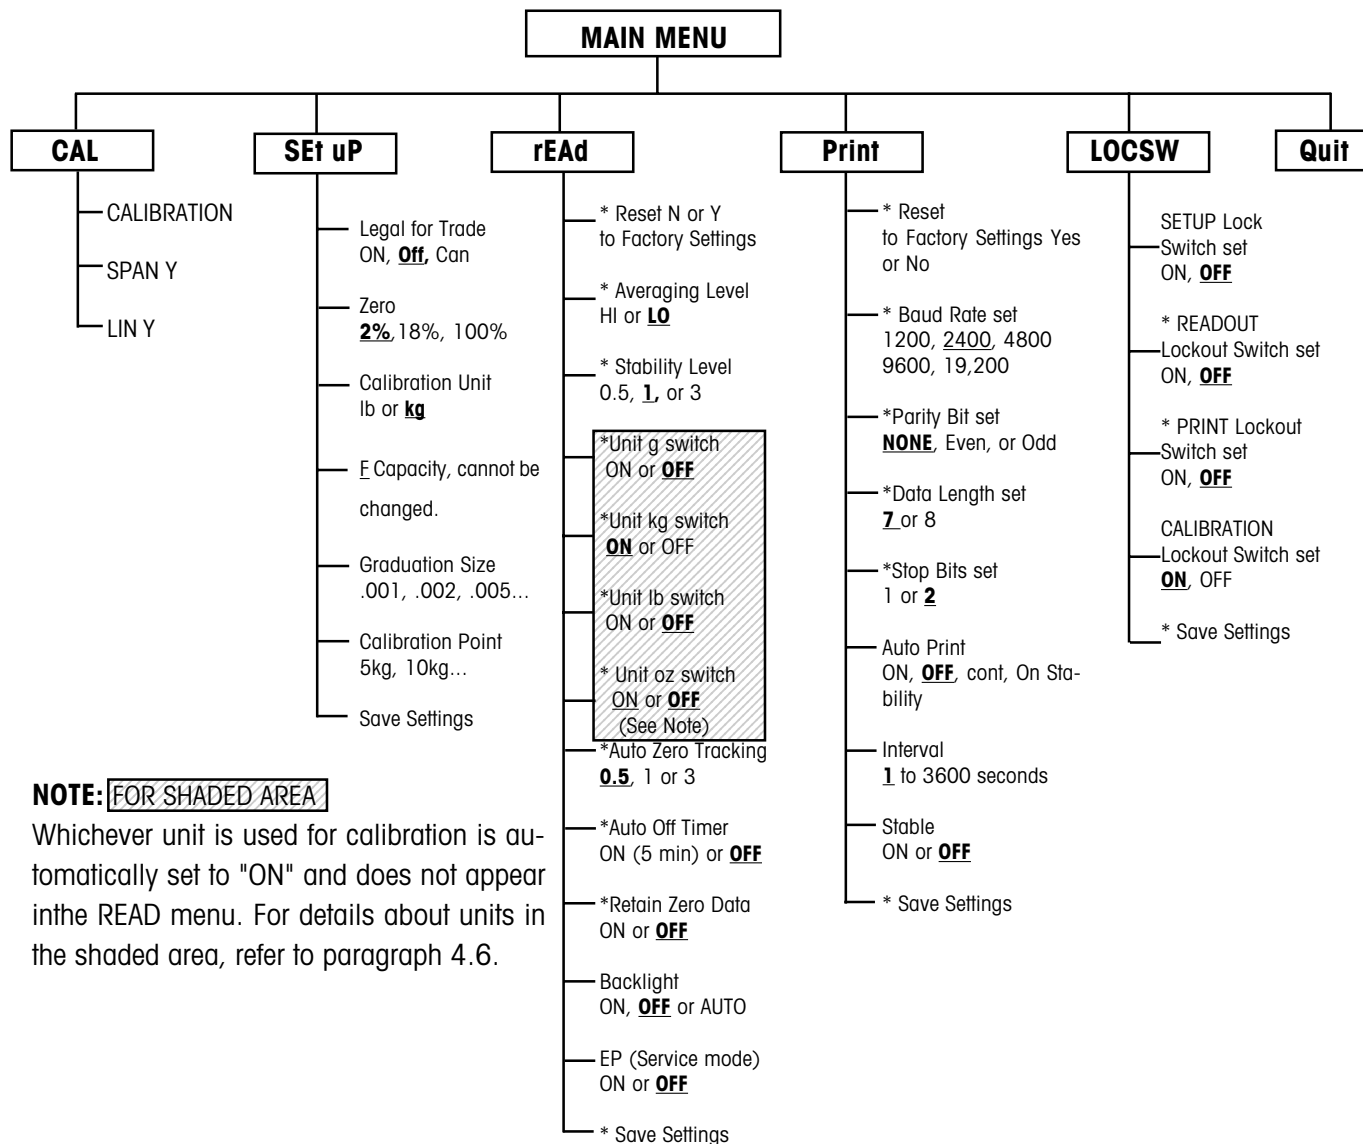 MAIN MENU
CAL
SEt uP
rEAd
Print
LOCSW
Quit
CALIBRATION
SPAN Y
LIN Y
Legal for Trade
ON, Off, Can
Zero
2%,18%, 100%
Calibration Unit
lb or kg
F Capacity, cannot be
changed.
Graduation Size
.001, .002, .005...
Calibration Point
5kg, 10kg...
Save Settings
* Reset N or Y
to Factory Settings
* Averaging Level
HI or LO
* Stability Level
0.5, 1, or 3
*Unit g switch
ON or OFF
*Unit kg switch
ON or OFF
*Unit lb switch
ON or OFF
* Unit oz switch
ON or OFF
(See Note)
*Auto Zero Tracking
0.5, 1 or 3
*Auto Off Timer
ON (5 min) or OFF
*Retain Zero Data
ON or OFF
Backlight
ON, OFF or AUTO
EP (Service mode)
ON or OFF
* Save Settings
* Reset
to Factory Settings Yes
or No
* Baud Rate set
1200, 2400, 4800
9600, 19,200
*Parity Bit set
NONE, Even, or Odd
*Data Length set
7 or 8
*Stop Bits set
1 or 2
Auto Print
ON, OFF, cont, On Sta-
bility
Interval
1 to 3600 seconds
Stable
ON or OFF
* Save Settings
SETUP Lock
Switch set
ON, OFF
* READOUT
Lockout Switch set
ON, OFF
* PRINT Lockout
Switch set
ON, OFF
CALIBRATION
Lockout Switch set
ON, OFF
* Save Settings
NOTE: FOR SHADED AREA
Whichever unit is used for calibration is au-
tomatically set to "ON" and does not appear
inthe READ menu. For details about units in
the shaded area, refer to paragraph 4.6.